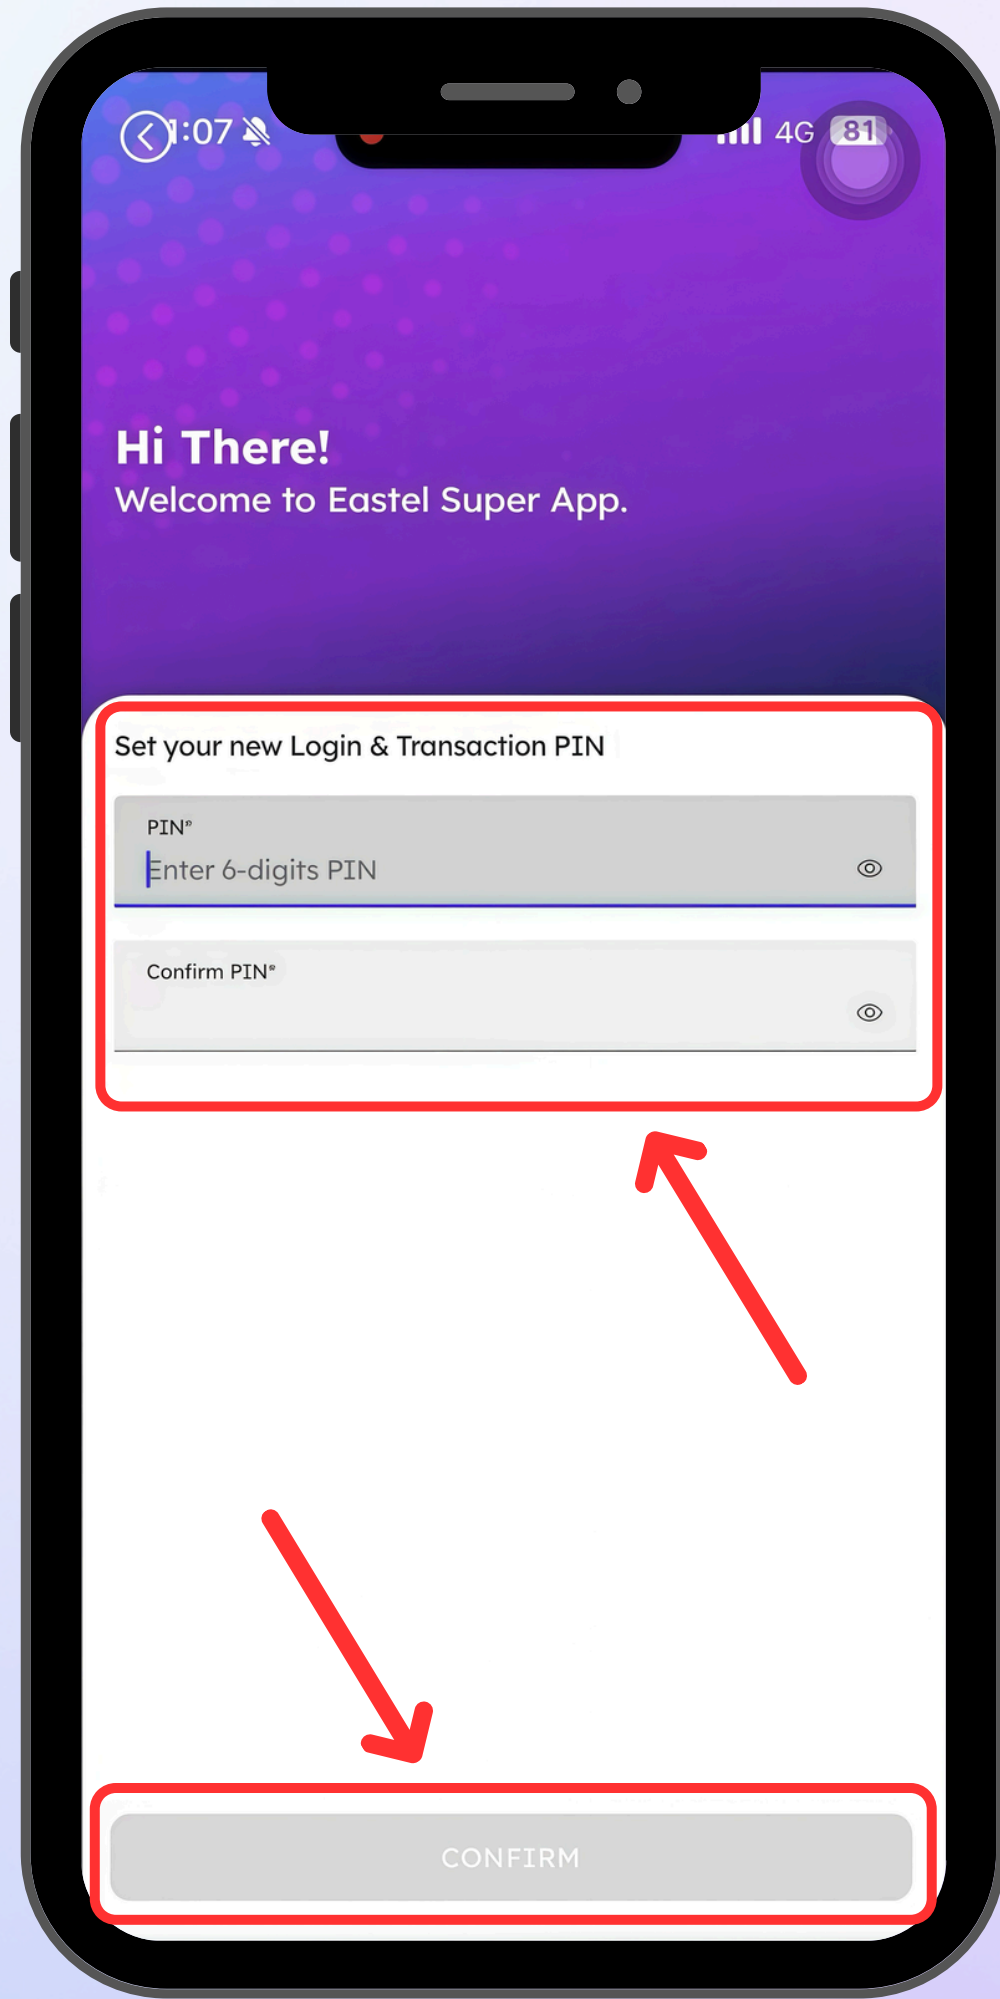 1:07
4G 81
Hi There!
Welcome to Eastel Super App.
Set your new Login & Transaction PIN
PIN*
Enter 6-digits PIN
Confirm PIN*
CONFIRM